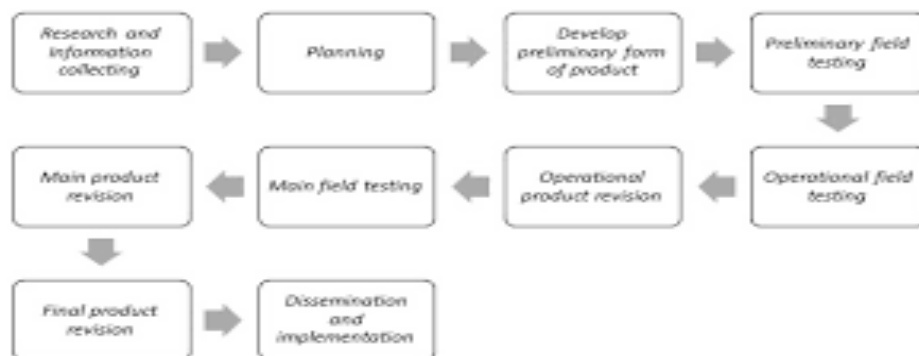 Research and
Information
collecting
Planning
Develop
preliminary form
of product
Preliminary field
testing
Main product
revision
Main field testing
Operational
product revision
Operational field
testing
Final product
revision
Dissemination
and
implementation